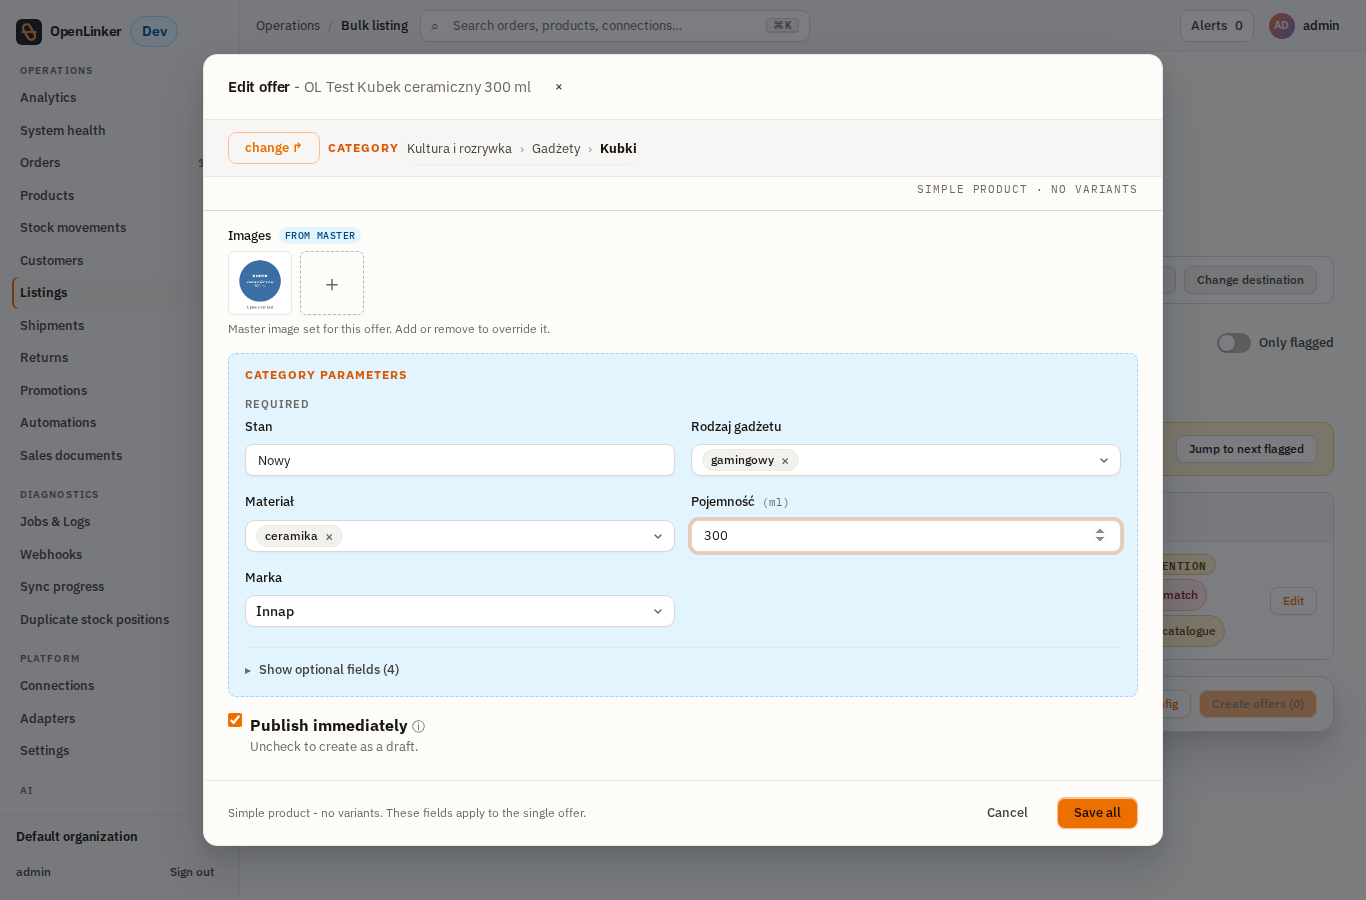 OpenLinker Dev
Operations / Bulk listing
Search orders, products, connections... ⌘K
Alerts 0
AD admin
OPERATIONS
Analytics
System health
Orders
Products
Stock movements
Customers
Listings
Shipments
Returns
Promotions
Automations
Sales documents
DIAGNOSTICS
Jobs & Logs
Webhooks
Sync progress
Duplicate stock positions
PLATFORM
Connections
Adapters
Settings
AI
Default organization
admin Sign out
Edit offer - OL Test Kubek ceramiczny 300 ml ×
change ↱ CATEGORY Kultura i rozrywka › Gadżety › Kubki
SIMPLE PRODUCT · NO VARIANTS
Images FROM MASTER
+
Master image set for this offer. Add or remove to override it.
CATEGORY PARAMETERS
REQUIRED
Stan
Nowy
Rodzaj gadżetu
gamingowy ×
Materiał
ceramika ×
Pojemność (ml)
300
Marka
Innap
▸ Show optional fields (4)
Publish immediately ⓘ
Uncheck to create as a draft.
Simple product - no variants. These fields apply to the single offer.
Cancel
Save all
Change destination
Only flagged
Jump to next flagged
ENTION
match
catalogue
Edit
fig
Create offers (0)